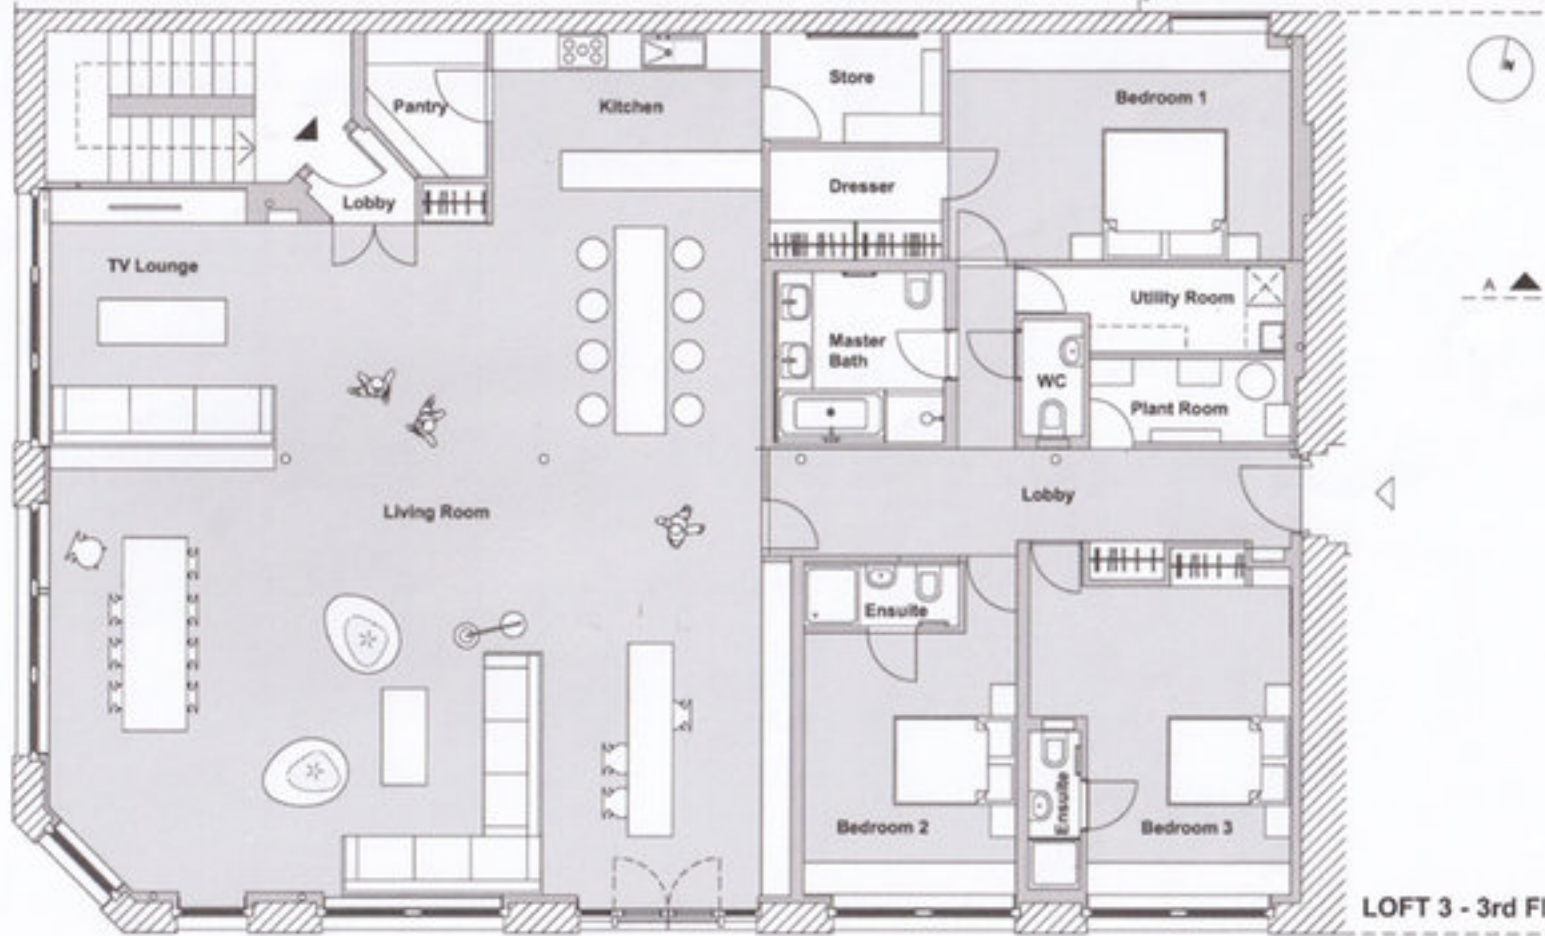 Store
Bedroom 1
Pantry
Kitchen
N
Dresser
Lobby
TV Lounge
A
Utility Room
Master
Bath
WC
Plant Room
Lobby
Living Room
Ensuite
Ensuite
Bedroom 2
Bedroom 3
LOFT 3 - 3rd Fl